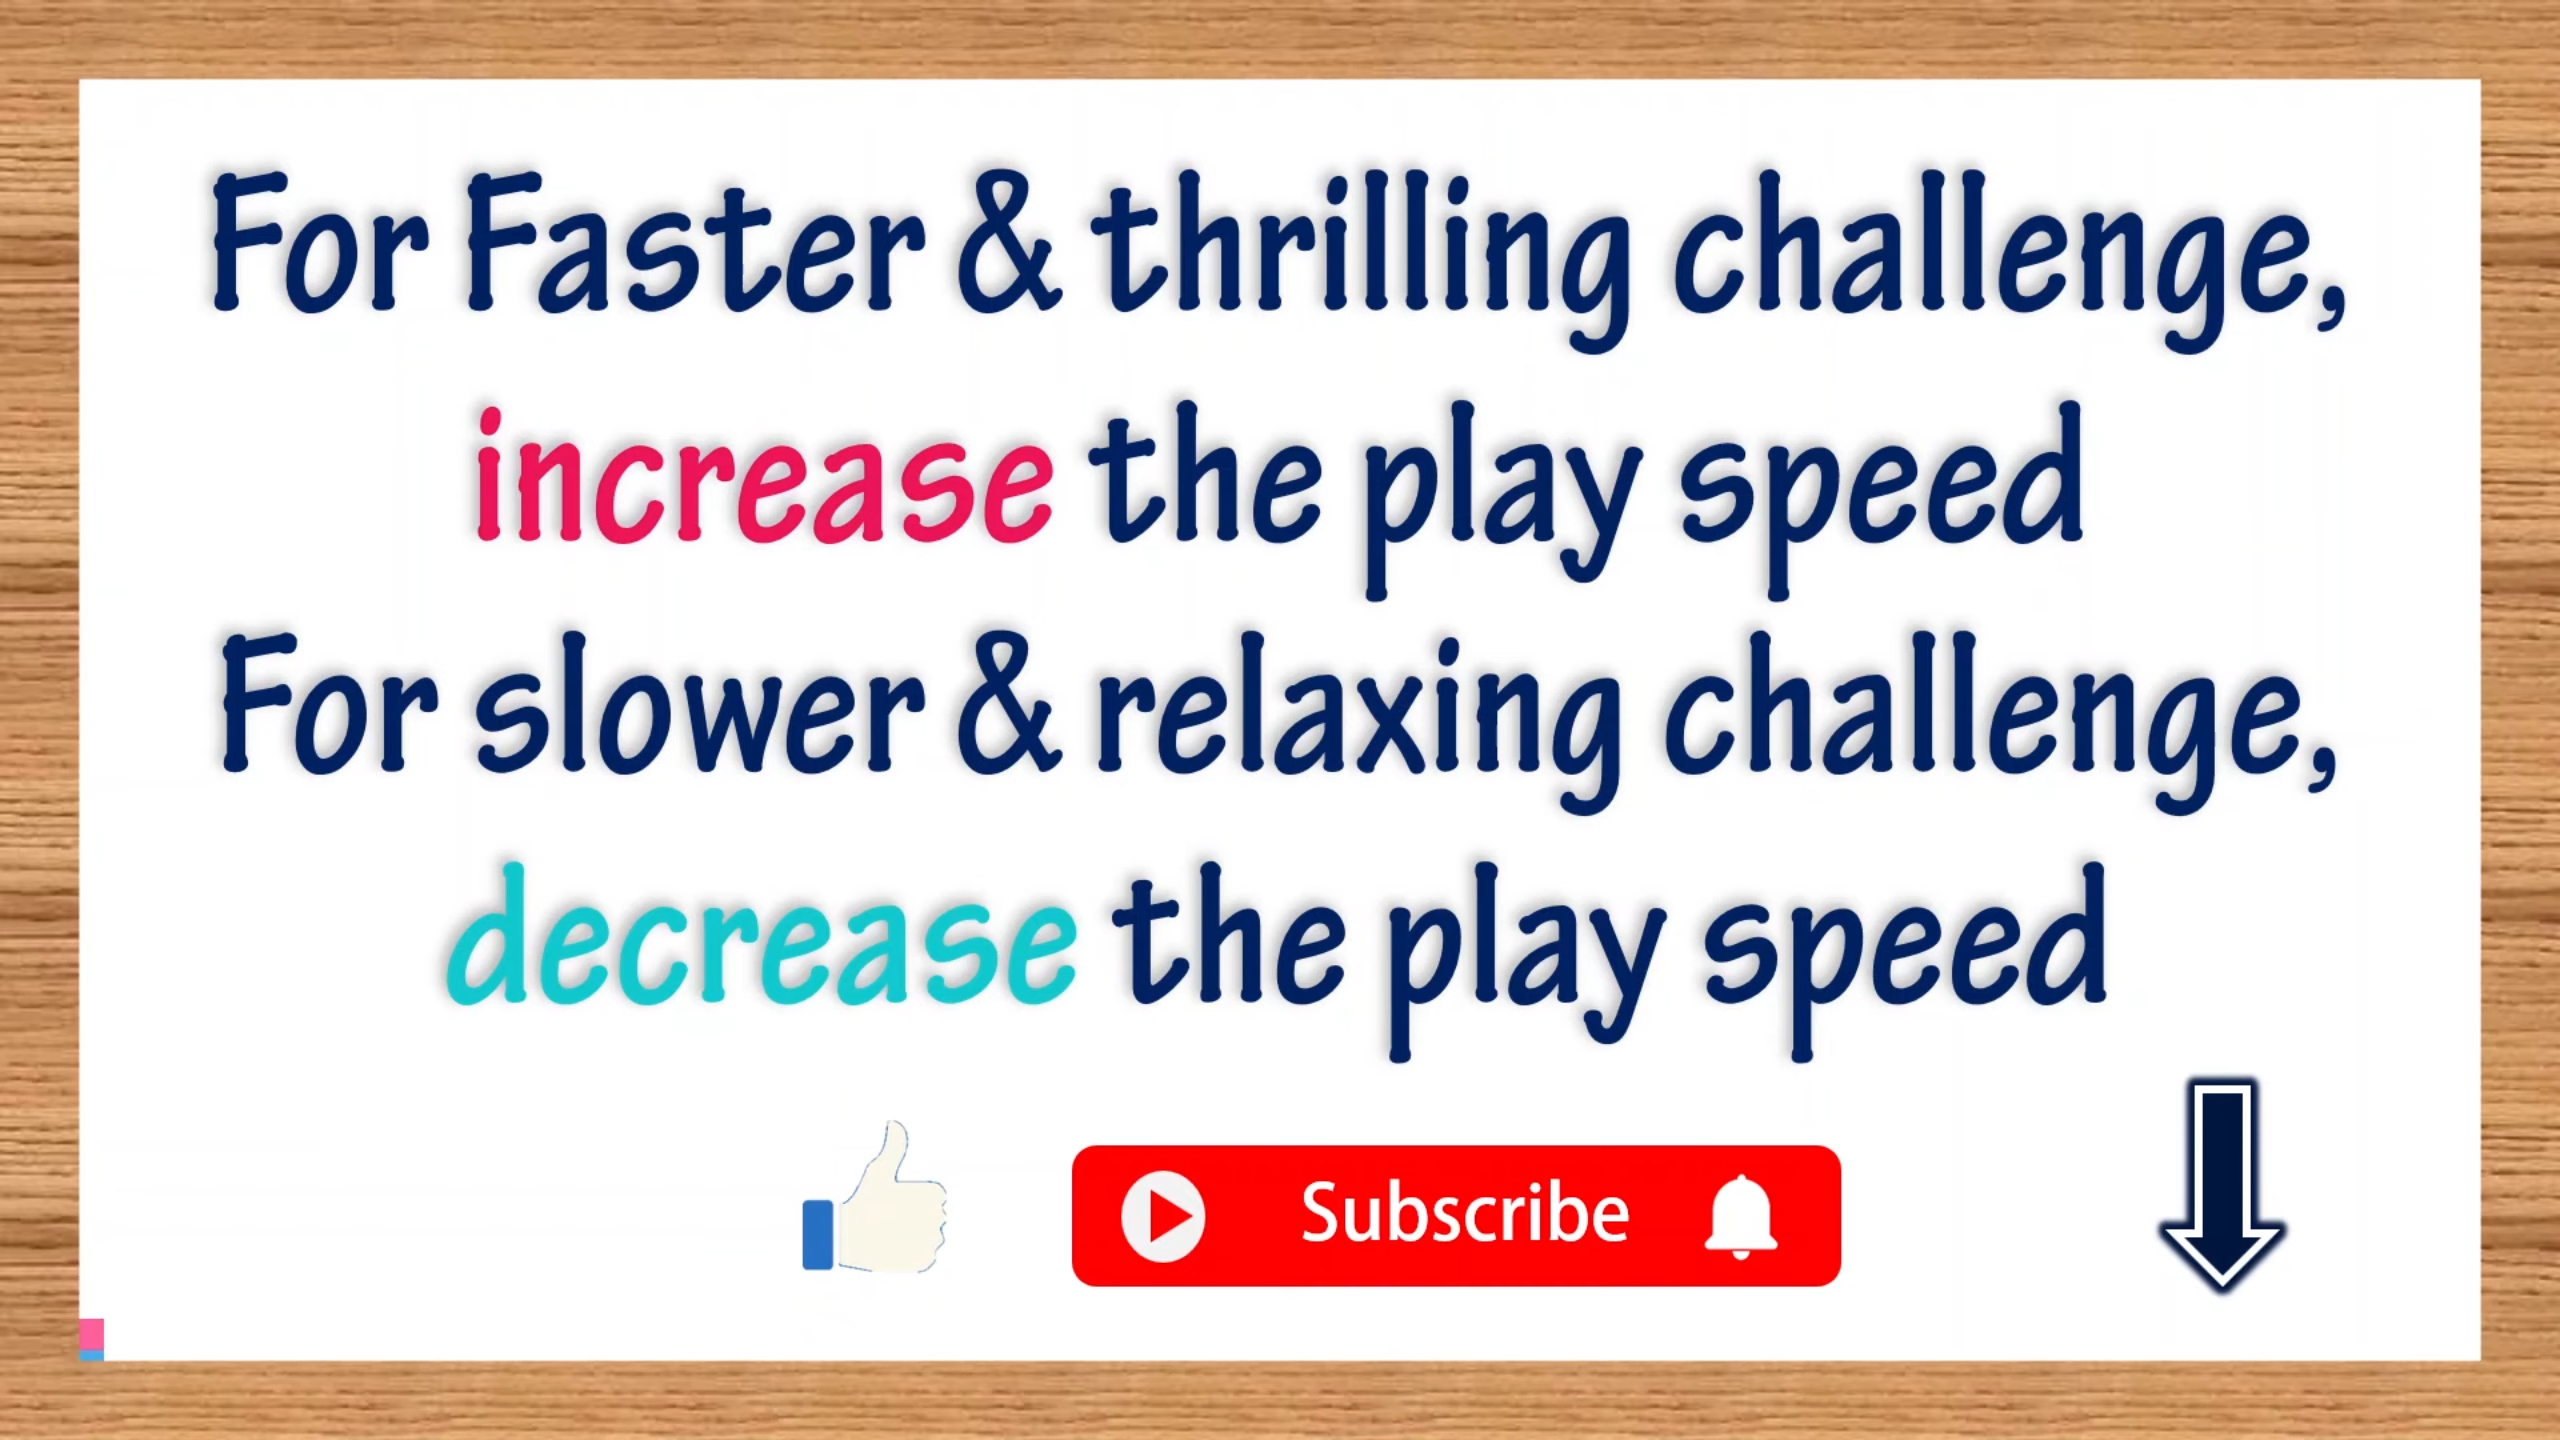 For Faster & thrilling challenge,
increase the play speed
For slower & relaxing challenge,
decrease the play speed
Subscribe